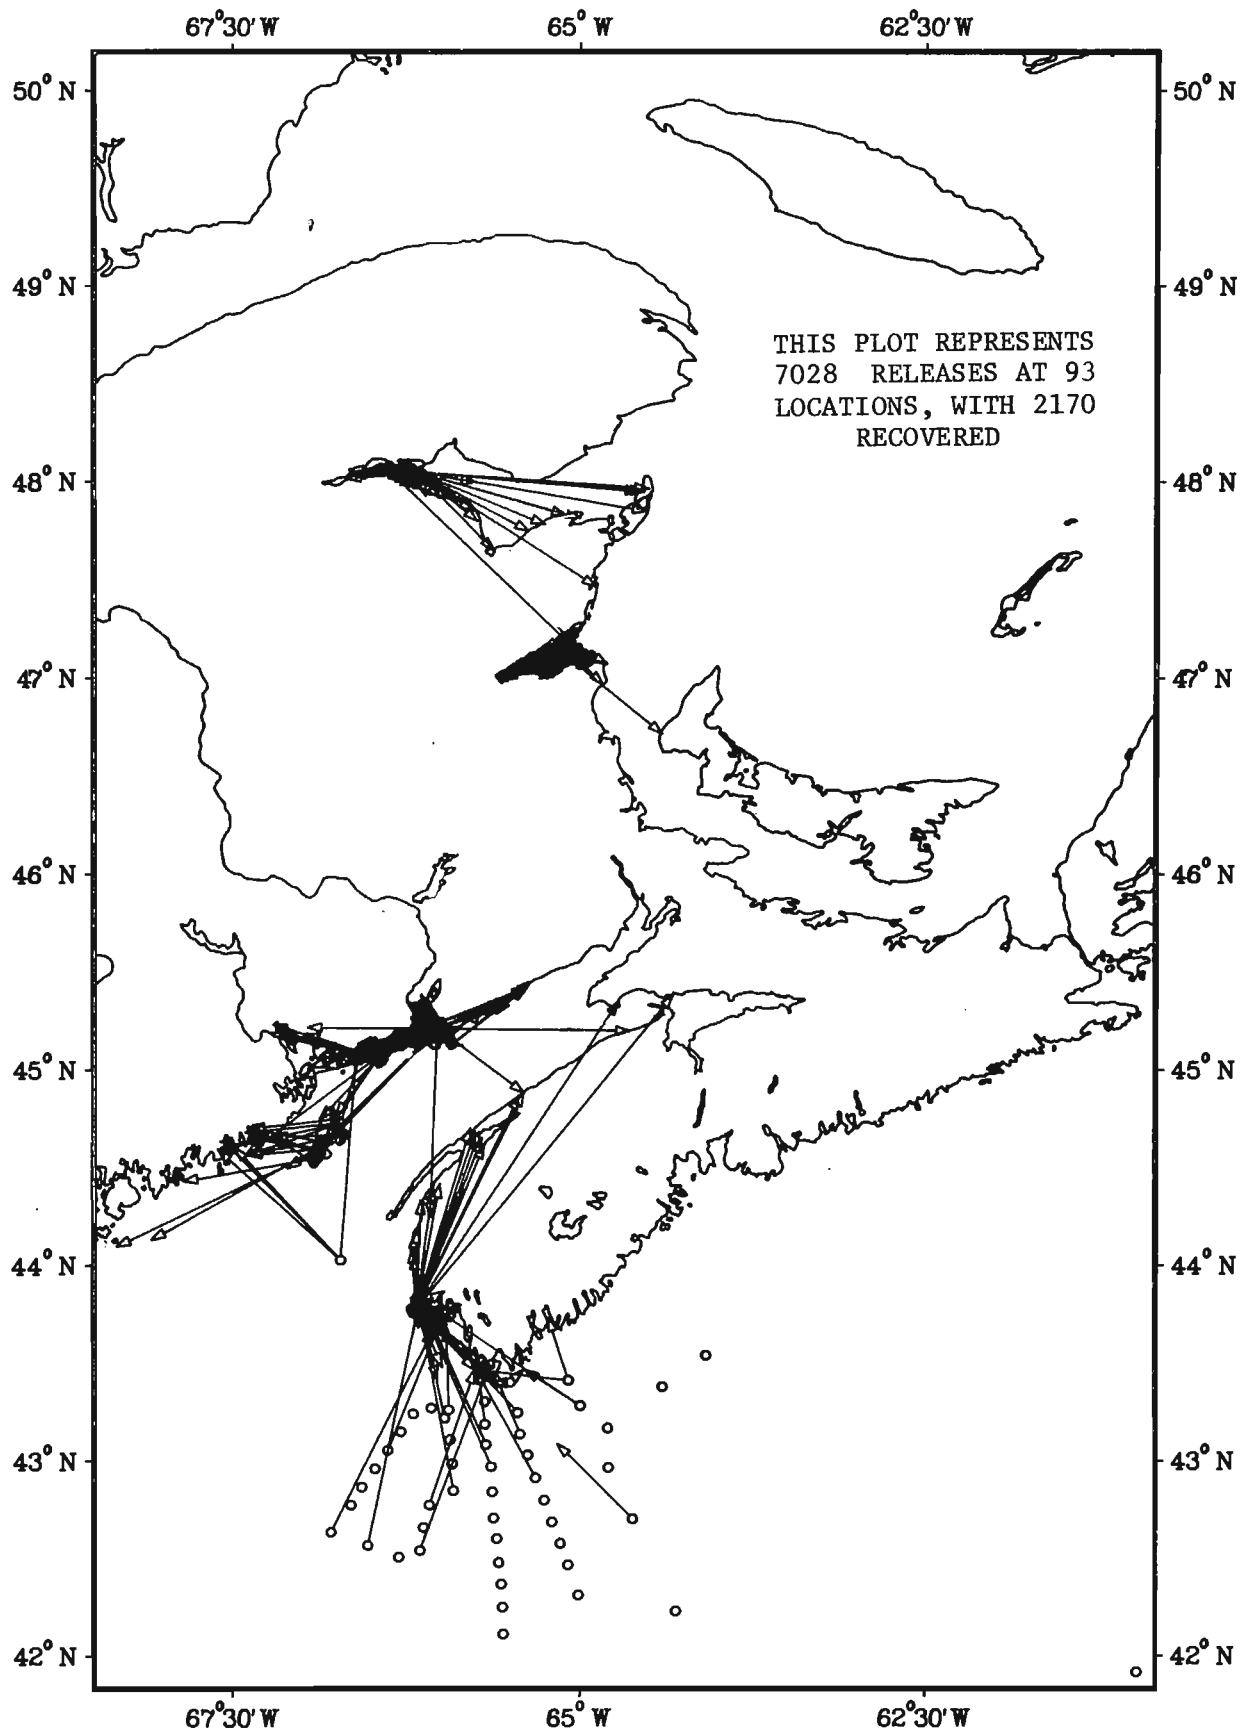 67°30' W 65° W 62°30' W
50° N 50° N
49° N 49° N
THIS PLOT REPRESENTS
7028 RELEASES AT 93
LOCATIONS, WITH 2170
RECOVERED
48° N 48° N
47° N 47° N
46° N 46° N
45° N 45° N
44° N 44° N
43° N 43° N
42° N 42° N
67°30' W 65° W 62°30' W